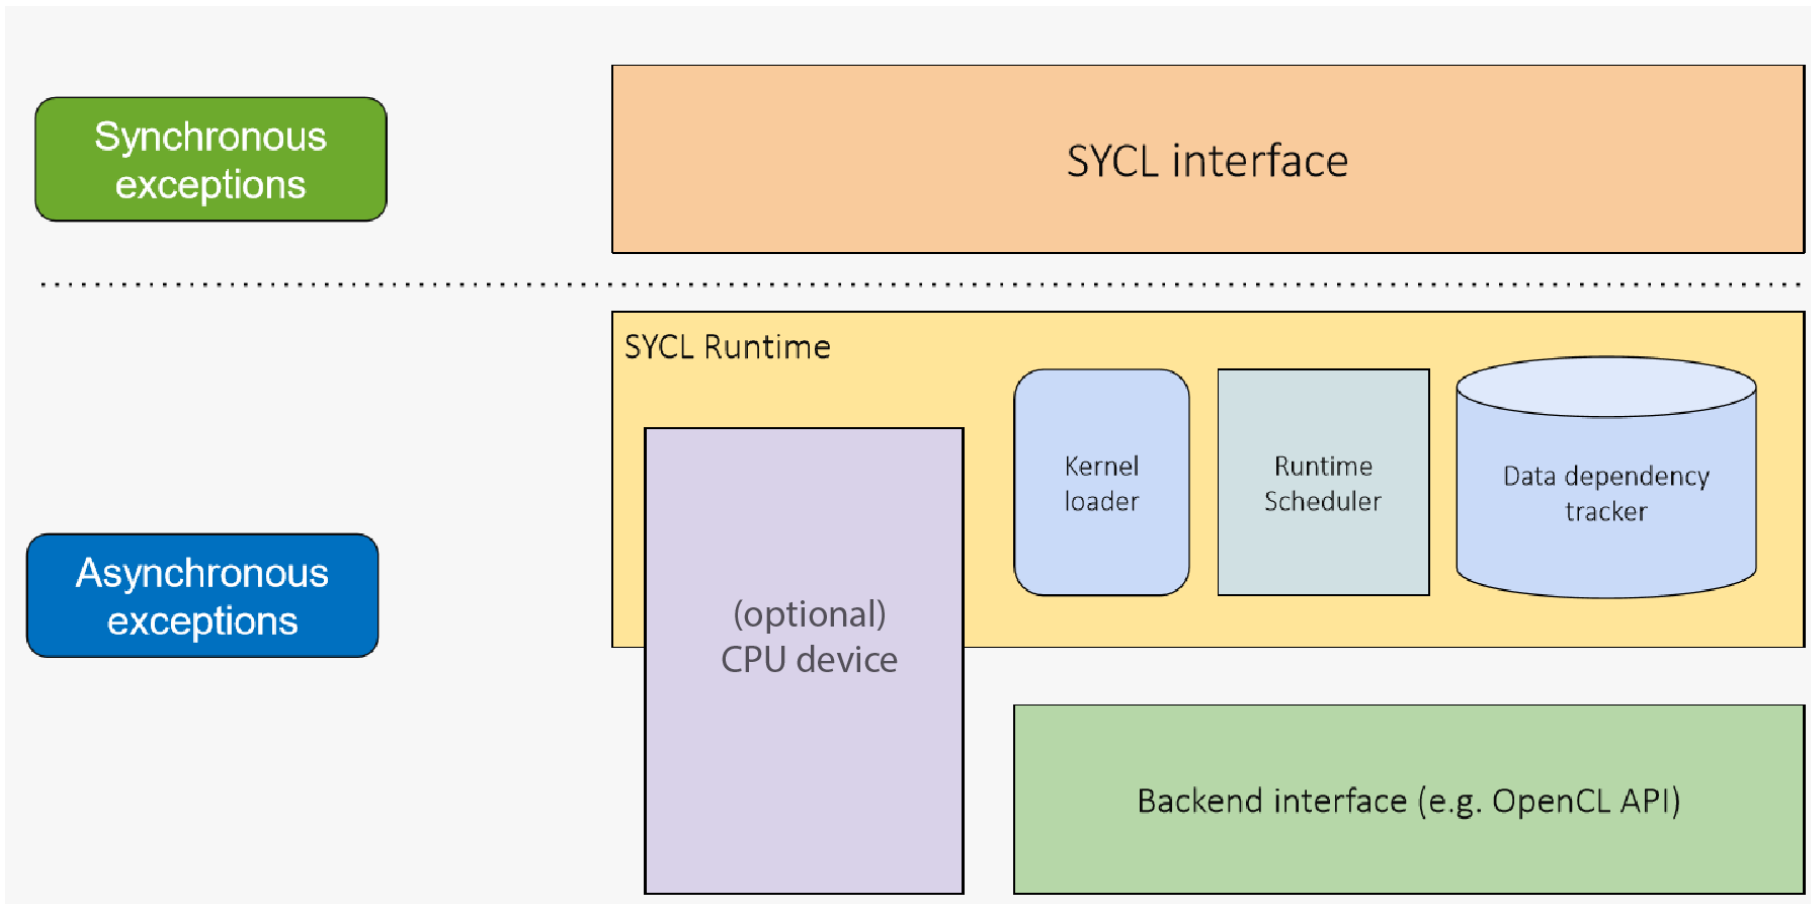 Synchronous
exceptions
SYCL interface
SYCL Runtime
Kernel
loader
Runtime
Scheduler
Data dependency
tracker
Asynchronous
exceptions
(optional)
CPU device
Backend interface (e.g. OpenCL API)